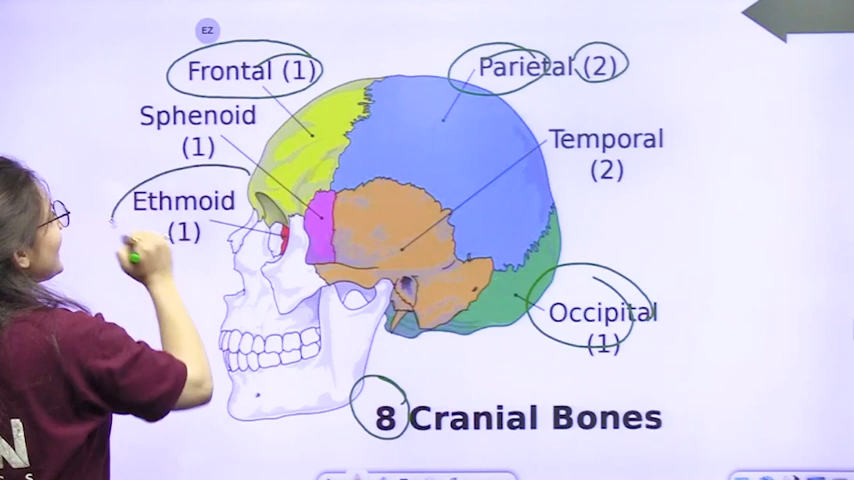 EZ
Frontal (1)
Parietal (2)
Sphenoid
(1)
Temporal
(2)
Ethmoid
(1)
Occipital
(1)
8 Cranial Bones
N
C S